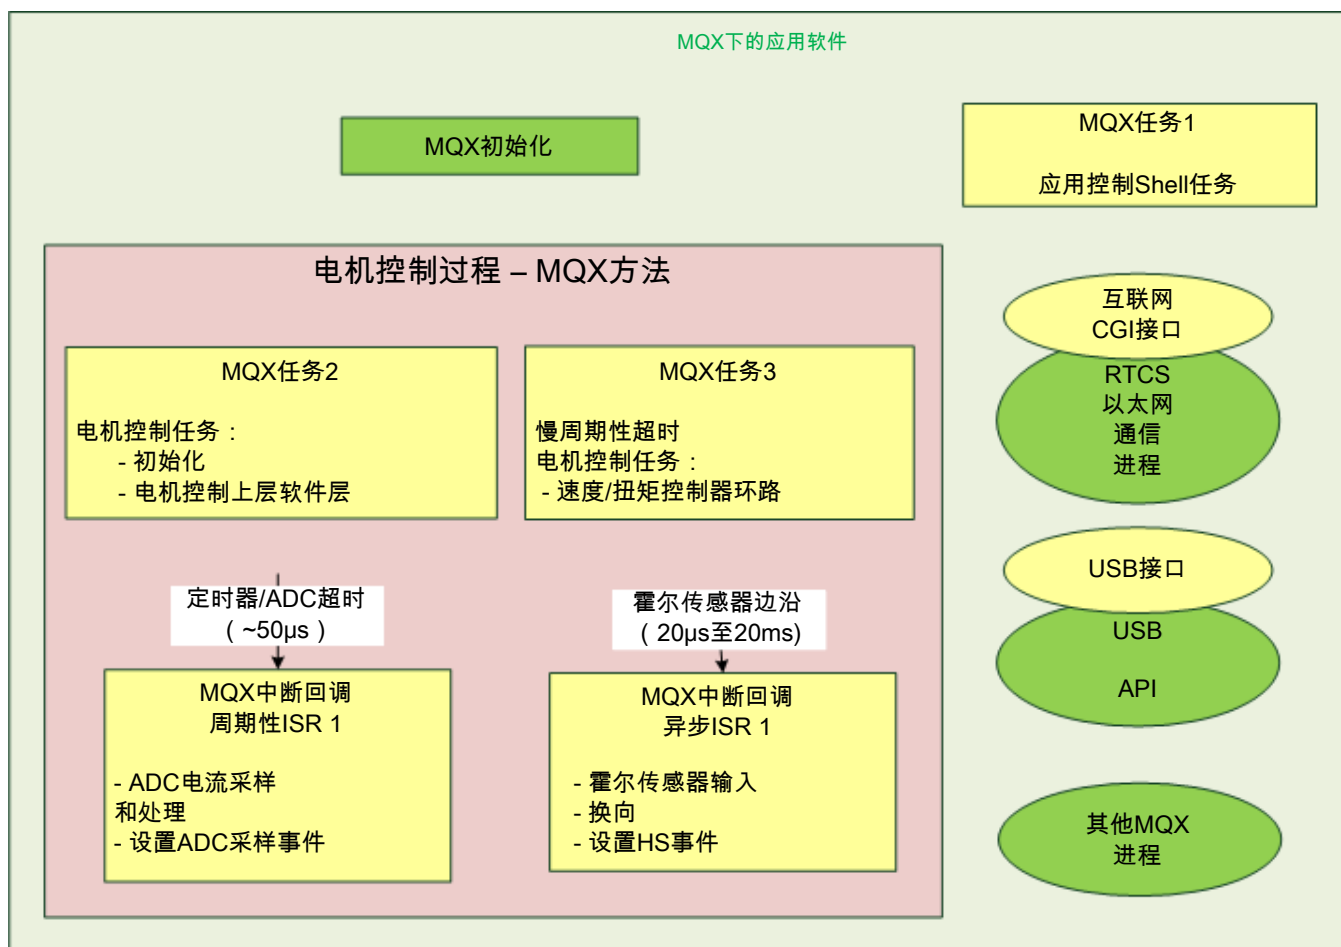 MQX下的应用软件
MQX初始化
MQX任务1
应用控制Shell任务
电机控制过程 – MQX方法
MQX任务2
电机控制任务：
- 初始化
- 电机控制上层软件层
MQX任务3
慢周期性超时
电机控制任务：
- 速度/扭矩控制器环路
定时器/ADC超时
（~50μs）
霍尔传感器边沿
（20μs至20ms)
MQX中断回调
周期性ISR 1
- ADC电流采样
和处理
- 设置ADC采样事件
MQX中断回调
异步ISR 1
- 霍尔传感器输入
- 换向
- 设置HS事件
互联网
CGI接口
RTCS
以太网
通信
进程
USB接口
USB
API
其他MQX
进程